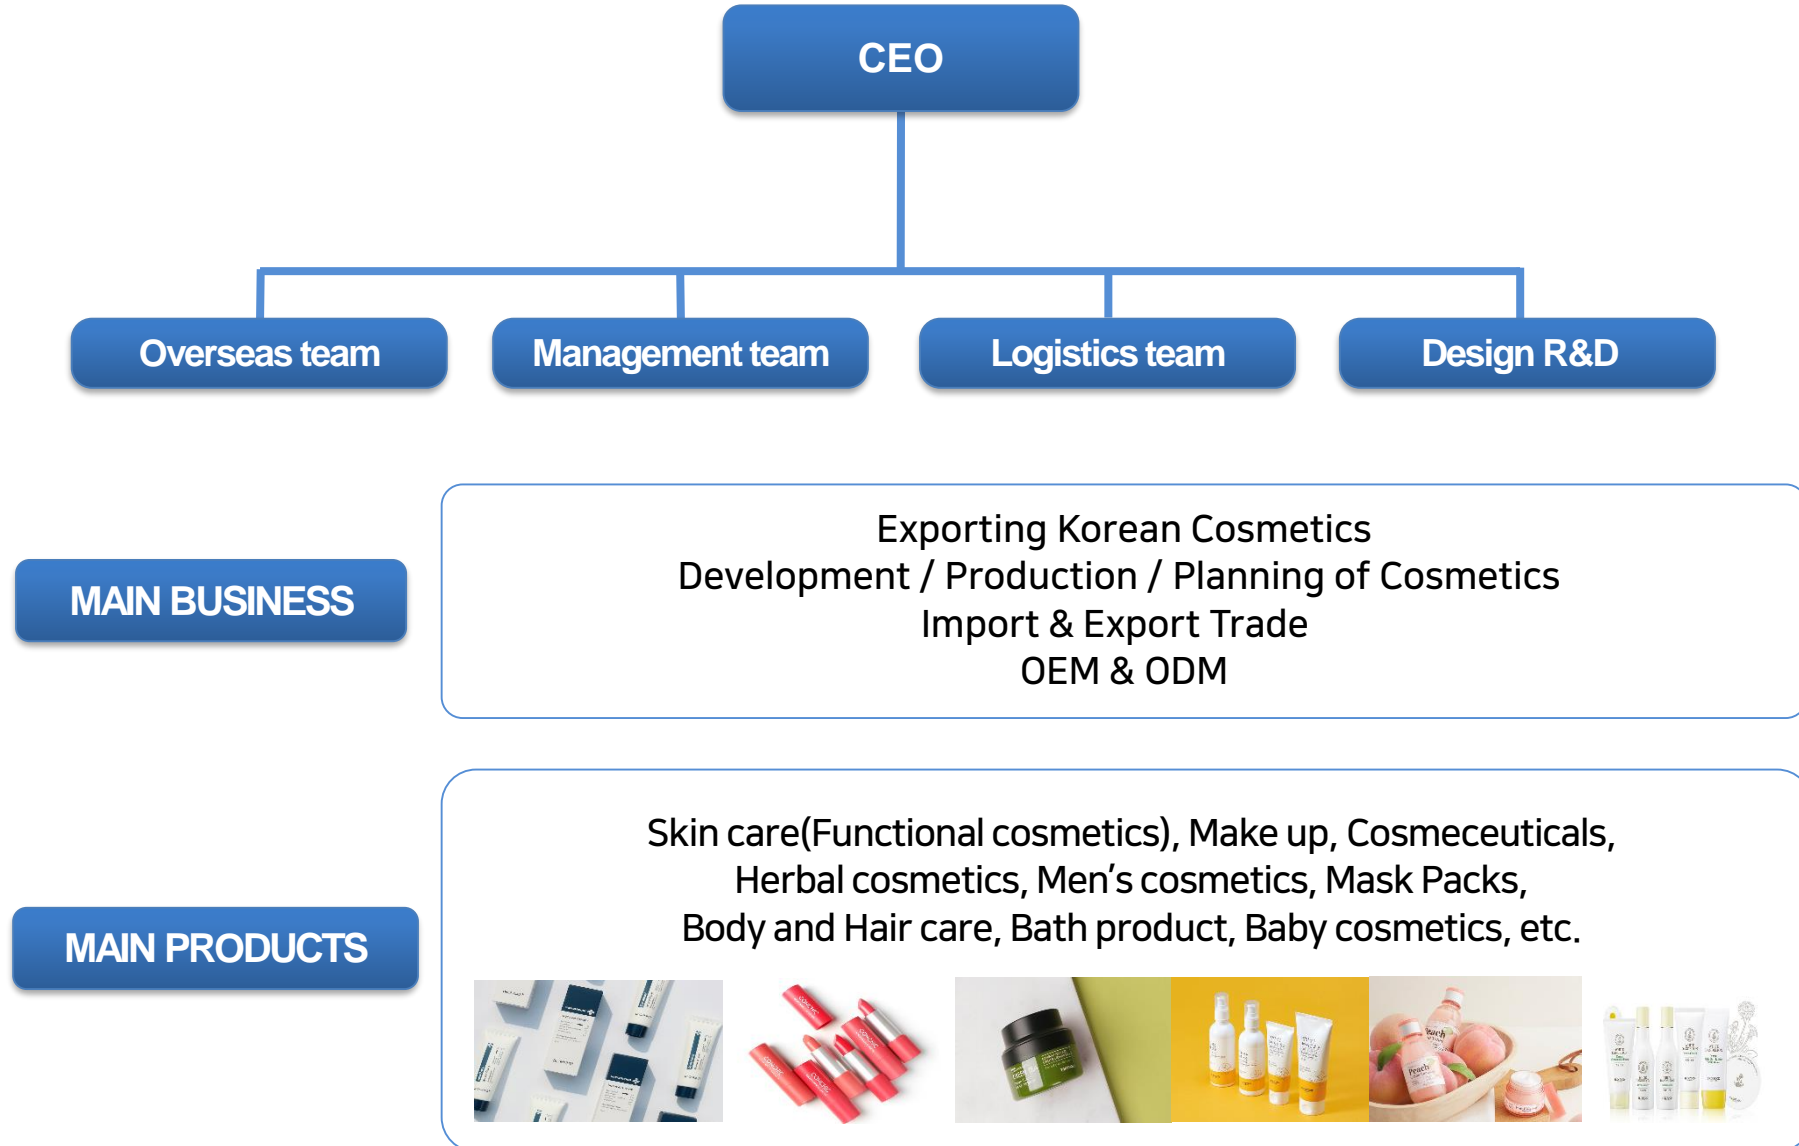 CEO
Overseas team
Management team
Logistics team
Design R&D
MAIN BUSINESS
Exporting Korean Cosmetics
Development / Production / Planning of Cosmetics
Import & Export Trade
OEM & ODM
MAIN PRODUCTS
Skin care(Functional cosmetics), Make up, Cosmeceuticals,
Herbal cosmetics, Men’s cosmetics, Mask Packs,
Body and Hair care, Bath product, Baby cosmetics, etc.
Peach
Peach